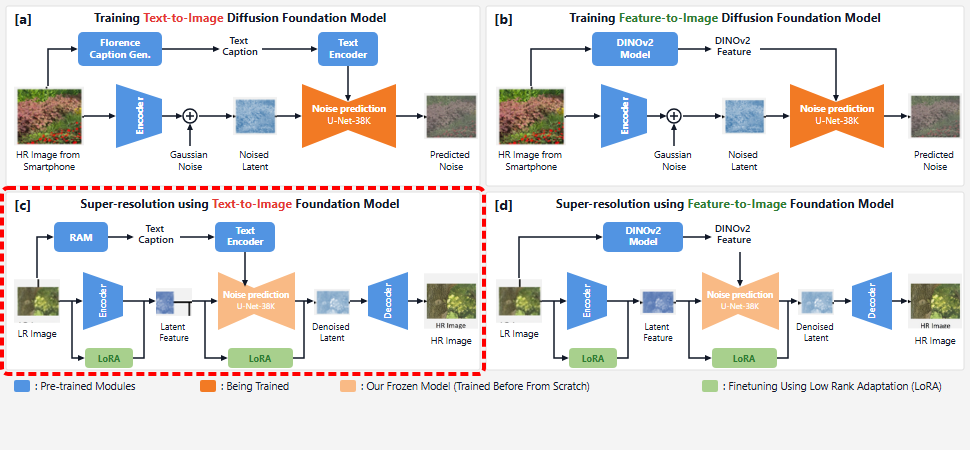 [a] Training Text-to-Image Diffusion Foundation Model
Florence
Caption Gen.
Text
Caption
Text
Encoder
Encoder
Noise prediction
U-Net-38K
HR Image from
Smartphone
Gaussian
Noise
Noised
Latent
Predicted
Noise
[b] Training Feature-to-Image Diffusion Foundation Model
DINOv2
Model
DINOv2
Feature
Encoder
Noise prediction
U-Net-38K
HR Image from
Smartphone
Gaussian
Noise
Noised Latent
Predicted
Noise
[c] Super-resolution using Text-to-Image Foundation Model
RAM
Text
Caption
Text
Encoder
Encoder
Noise prediction
U-Net-38K
Decoder
LR Image
Latent
Feature
Denoised
Latent
HR Image
HR Image
LoRA
LoRA
[d] Super-resolution using Feature-to-Image Foundation Model
DINOv2
Model
DINOv2
Feature
Encoder
Noise prediction
U-Net-38K
Decoder
LR Image
Latent
Feature
Denoised
Latent
HR Image
HR Image
LoRA
LoRA
: Pre-trained Modules
: Being Trained
: Our Frozen Model (Trained Before From Scratch)
: Finetuning Using Low Rank Adaptation (LoRA)